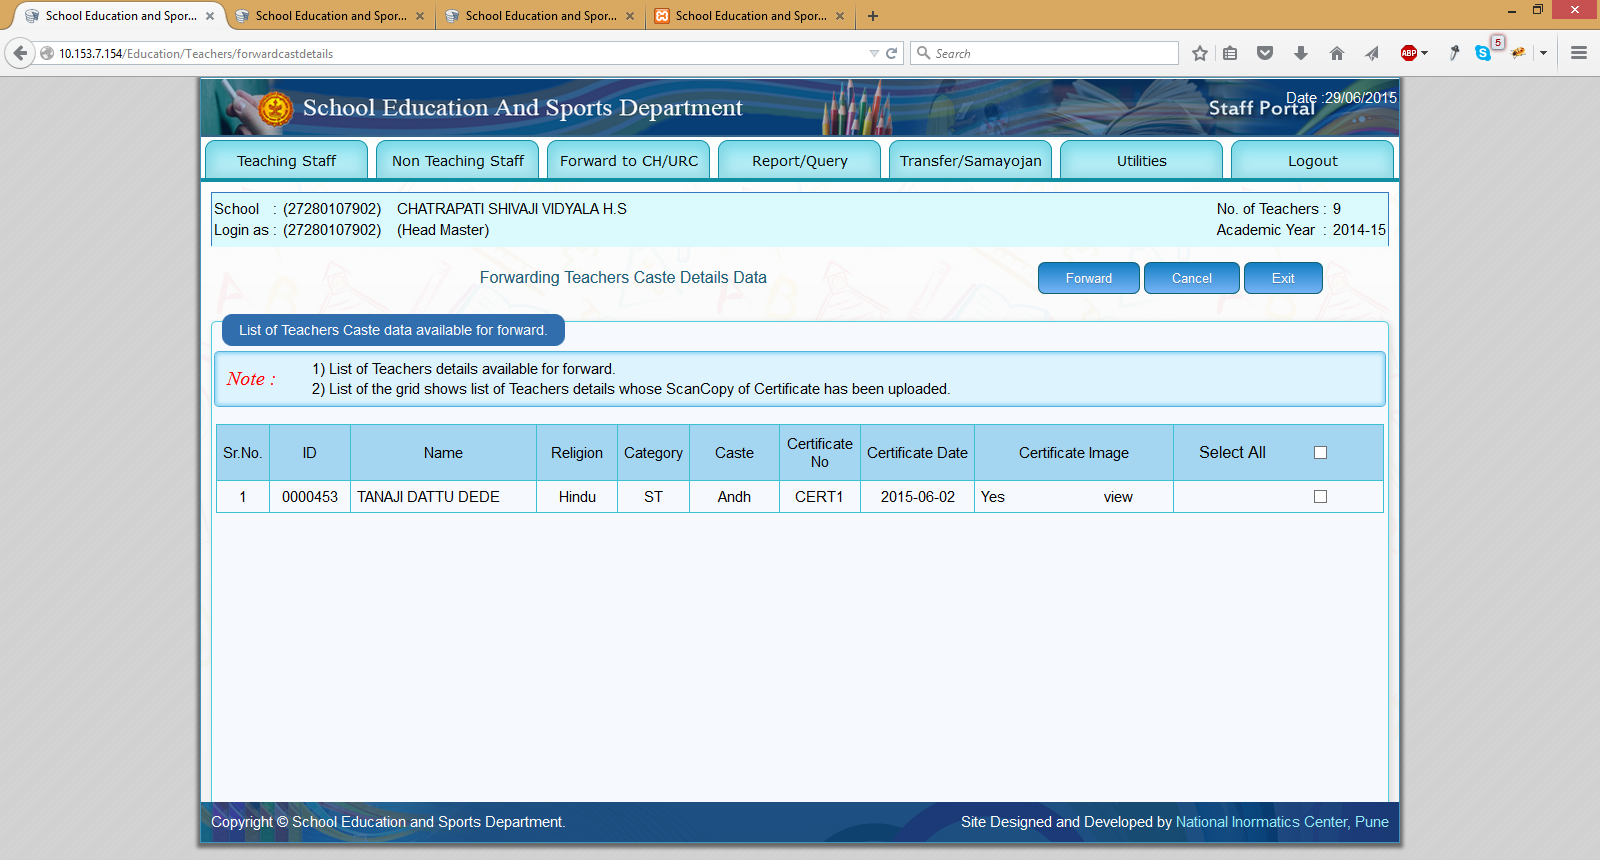 School Education and Spor...
School Education and Spor...
School Education and Spor...
School Education and Spor...
10.153.7.154/Education/Teachers/forwardcastdetails
Search
ABP
S
5
School Education And Sports Department
Date :29/06/2015
Staff Portal
Teaching Staff
Non Teaching Staff
Forward to CH/URC
Report/Query
Transfer/Samayojan
Utilities
Logout
School : (27280107902) CHATRAPATI SHIVAJI VIDYALA H.S
No. of Teachers : 9
Login as : (27280107902) (Head Master)
Academic Year : 2014-15
Forwarding Teachers Caste Details Data
Forward
Cancel
Exit
List of Teachers Caste data available for forward.
Note :
1) List of Teachers details available for forward.
2) List of the grid shows list of Teachers details whose ScanCopy of Certificate has been uploaded.
Sr.No. ID Name Religion Category Caste Certificate No Certificate Date Certificate Image Select All
1 0000453 TANAJI DATTU DEDE Hindu ST Andh CERT1 2015-06-02 Yes view
Copyright © School Education and Sports Department.
Site Designed and Developed by National Inormatics Center, Pune